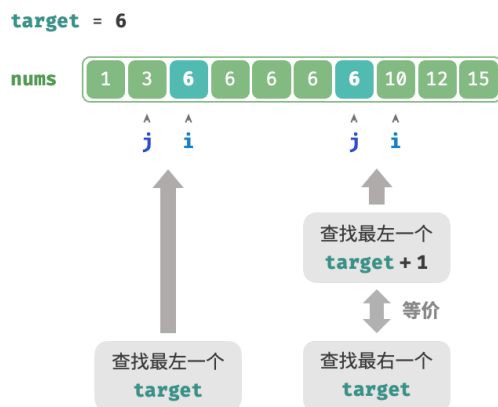 target = 6
nums 1 3 6 6 6 6 6 10 12 15
j i j i
查找最左一个
target + 1
等价
查找最左一个
target
查找最右一个
target